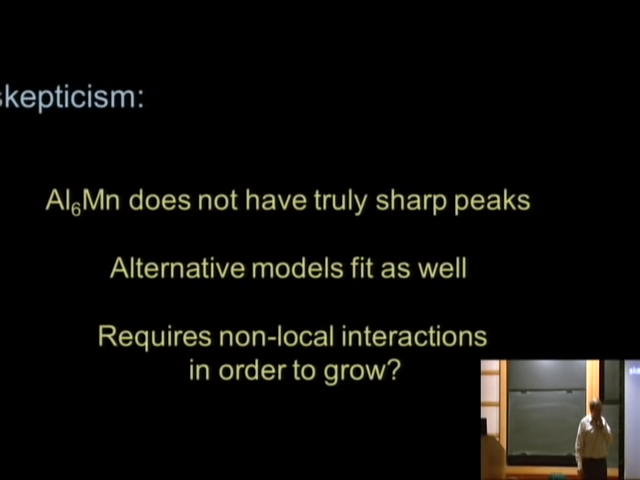 skepticism:
Al₆Mn does not have truly sharp peaks
Alternative models fit as well
Requires non-local interactions
in order to grow?